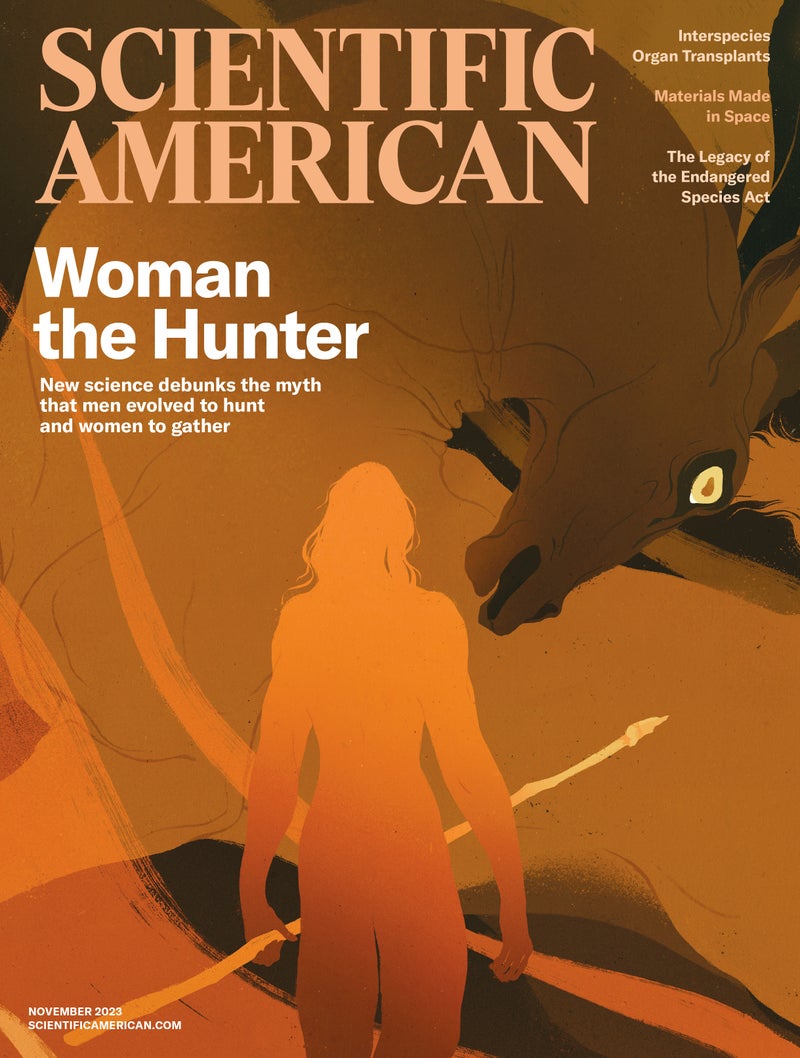 SCIENTIFIC
AMERICAN
Interspecies
Organ Transplants
Materials Made
in Space
The Legacy of
the Endangered
Species Act
Woman
the Hunter
New science debunks the myth
that men evolved to hunt
and women to gather
NOVEMBER 2023
SCIENTIFICAMERICAN.COM